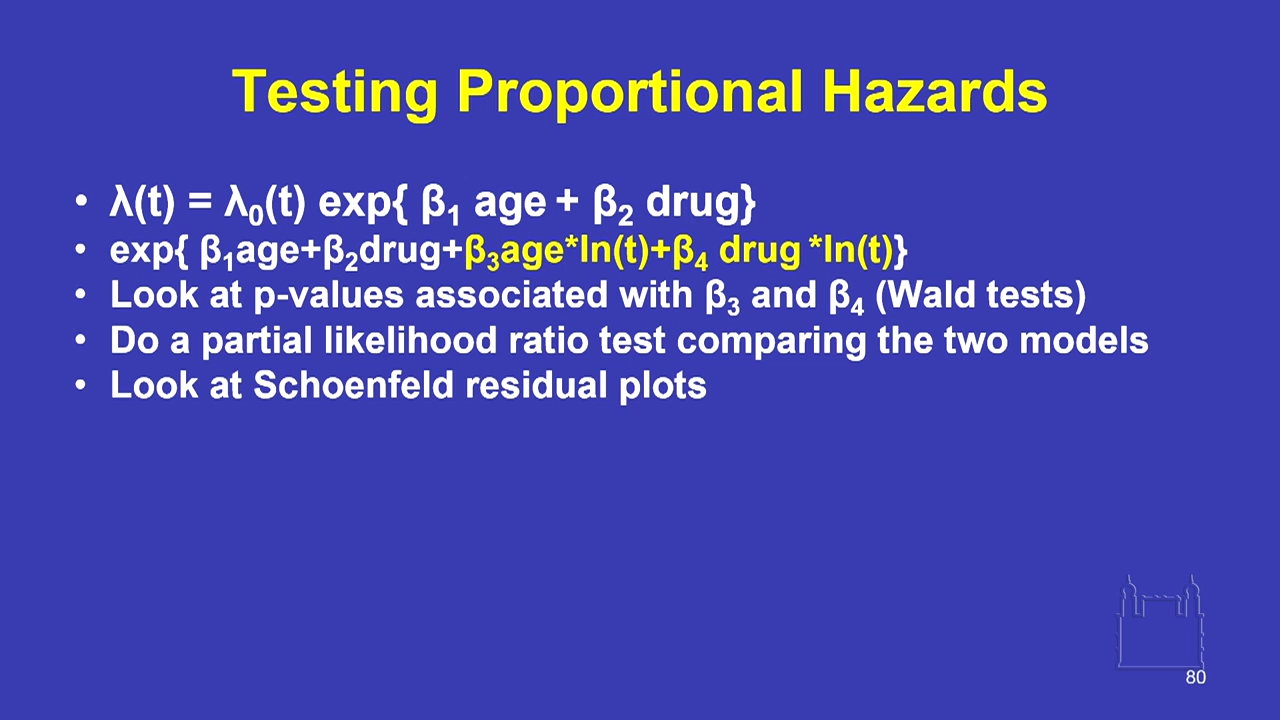 Testing Proportional Hazards
• λ(t) = λ₀(t) exp{ β₁ age + β₂ drug}
• exp{ β₁age+β₂drug+β₃age*ln(t)+β₄ drug *ln(t)}
• Look at p-values associated with β₃ and β₄ (Wald tests)
• Do a partial likelihood ratio test comparing the two models
• Look at Schoenfeld residual plots
80